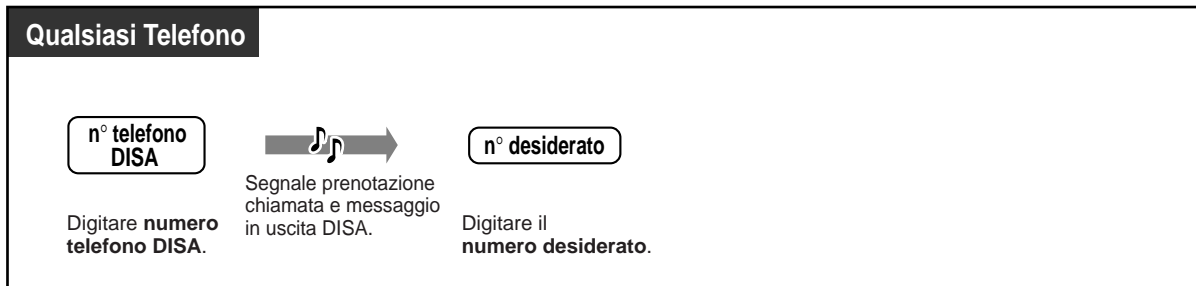 Qualsiasi Telefono
n° telefono
DISA
n° desiderato
Segnale prenotazione
chiamata e messaggio
in uscita DISA.
Digitare numero
telefono DISA.
Digitare il
numero desiderato.